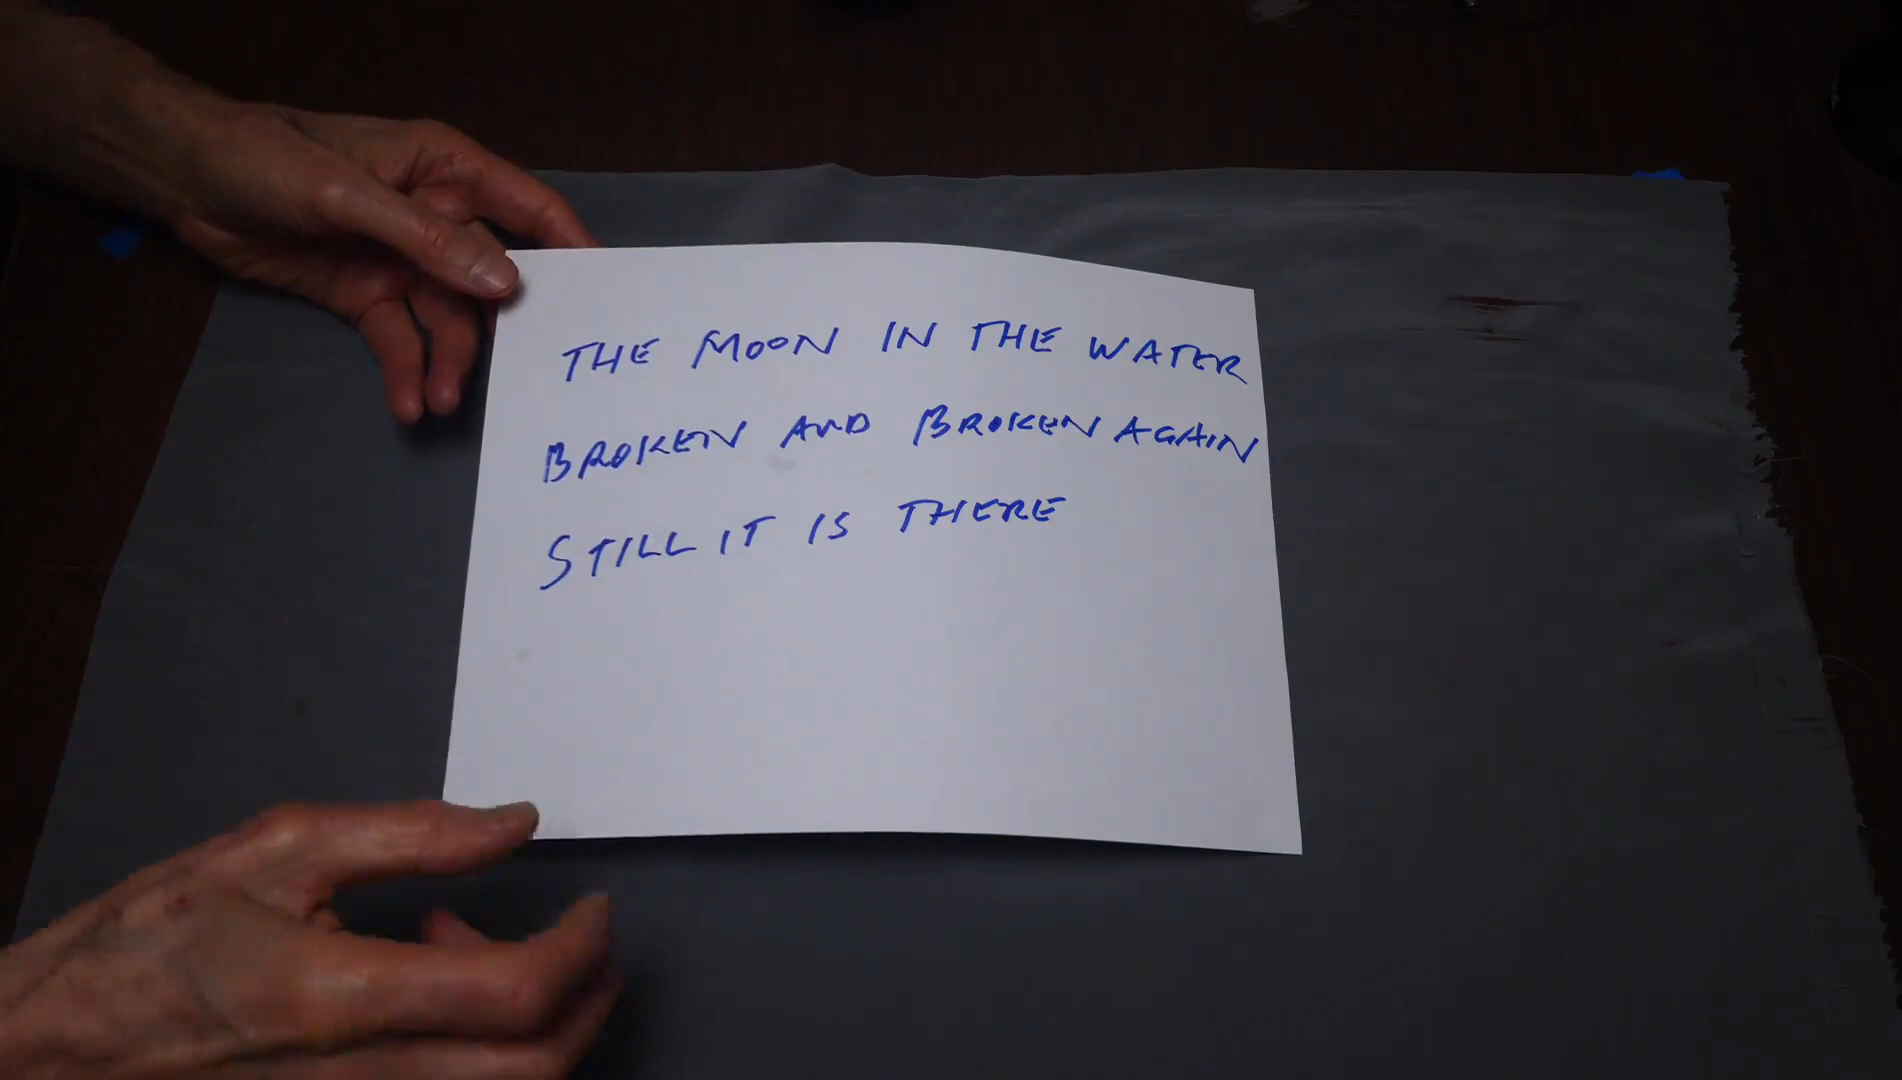 THE MOON IN THE WATER
BROKEN AND BROKEN AGAIN
STILL IT IS THERE